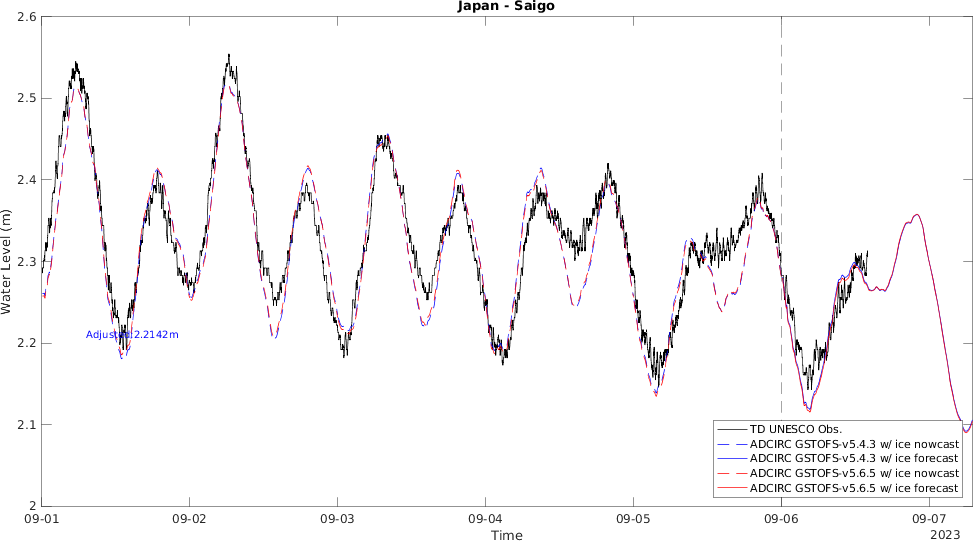 Japan - Saigo
2.6
2.5
2.4
2.3
2.2
2.1
2
Water Level (m)
Adjusted:2.2142m
TD UNESCO Obs.
ADCIRC GSTOFS-v5.4.3 w/ ice nowcast
ADCIRC GSTOFS-v5.4.3 w/ ice forecast
ADCIRC GSTOFS-v5.6.5 w/ ice nowcast
ADCIRC GSTOFS-v5.6.5 w/ ice forecast
09-01 09-02 09-03 09-04 09-05 09-06 09-07
Time
2023